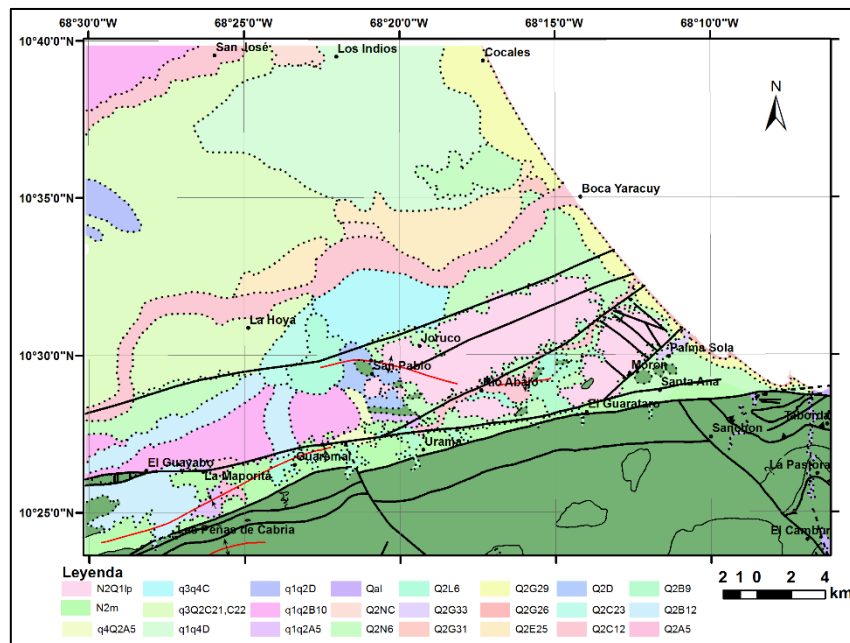 68°30'0"W 68°25'0"W 68°20'0"W 68°15'0"W 68°10'0"W
10°40'0"N
San José
Los Indios
Cocales
N
10°35'0"N
Boca Yaracuy
La Hoya
10°30'0"N
Joruco
Palma Sola
San Pablo
Moron
Rio Abajo
Santa Ana
El Guarataro
Taborda
Sanchon
Urama
El Guayabo
Guaremal
La Pastora
La Maporita
10°25'0"N
Las Peñas de Cabria
El Cambur
Leyenda
N2Q1lp q3q4C q1q2D Qal Q2L6 Q2G29 Q2D Q2B9
N2m q3Q2C21,C22 q1q2B10 Q2NC Q2G33 Q2G26 Q2C23 Q2B12
q4Q2A5 q1q4D q1q2A5 Q2N6 Q2G31 Q2E25 Q2C12 Q2A5
2 1 0 2 4
km